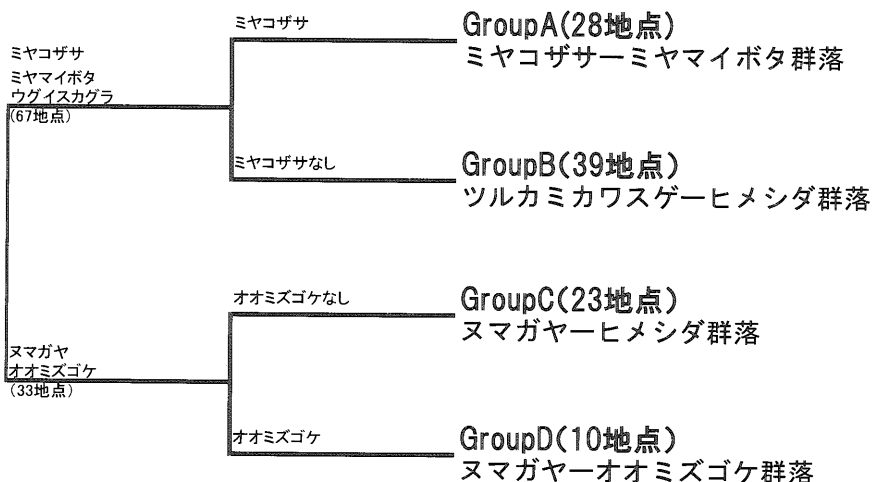 ミヤコザサ
GroupA(28地点)
ミヤコザサーミヤマイボタ群落
ミヤコザサ
ミヤマイボタ
ウグイスカグラ
(67地点)
ミヤコザサなし
GroupB(39地点)
ツルカミカワスゲーヒメシダ群落
オオミズゴケなし
GroupC(23地点)
ヌマガヤーヒメシダ群落
ヌマガヤ
オオミズゴケ
(33地点)
オオミズゴケ
GroupD(10地点)
ヌマガヤーオオミズゴケ群落